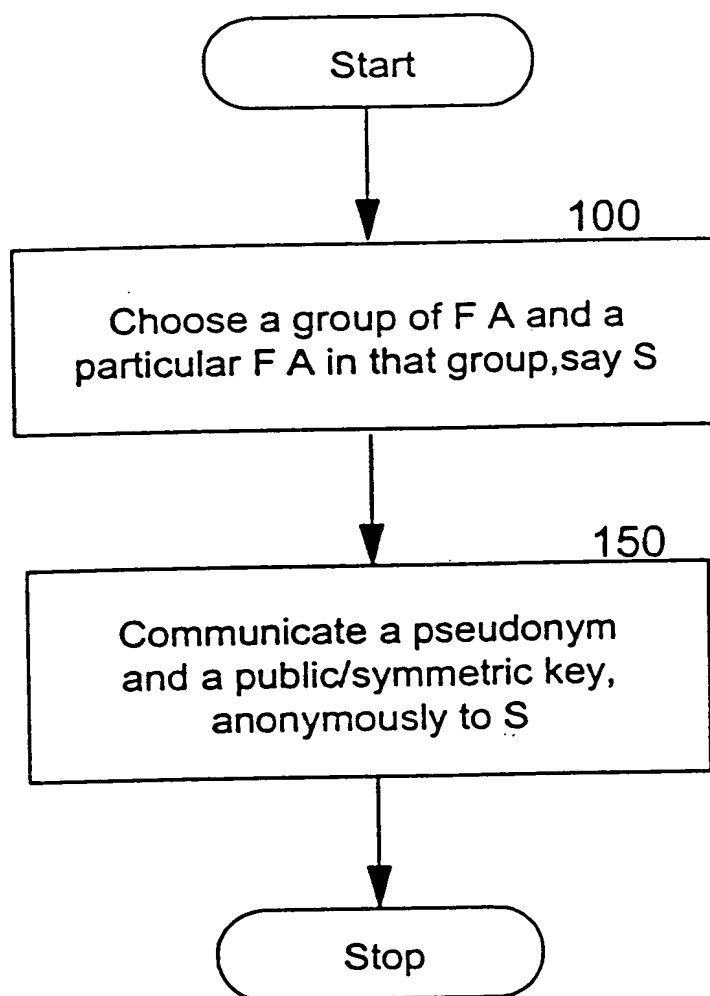 Start
100
Choose a group of F A and a
particular F A in that group,say S
150
Communicate a pseudonym
and a public/symmetric key,
anonymously to S
Stop